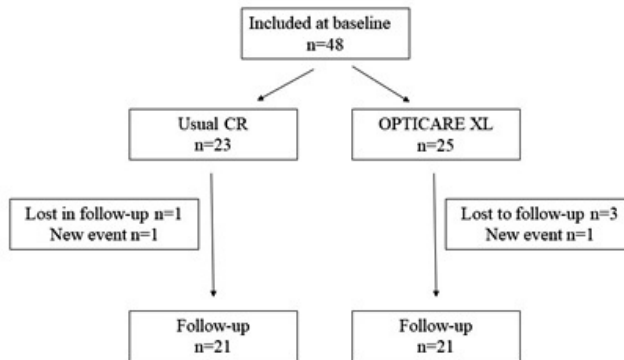 Included at baseline
n=48
Usual CR
n=23
OPTICARE XL
n=25
Lost in follow-up n=1
New event n=1
Lost to follow-up n=3
New event n=1
Follow-up
n=21
Follow-up
n=21